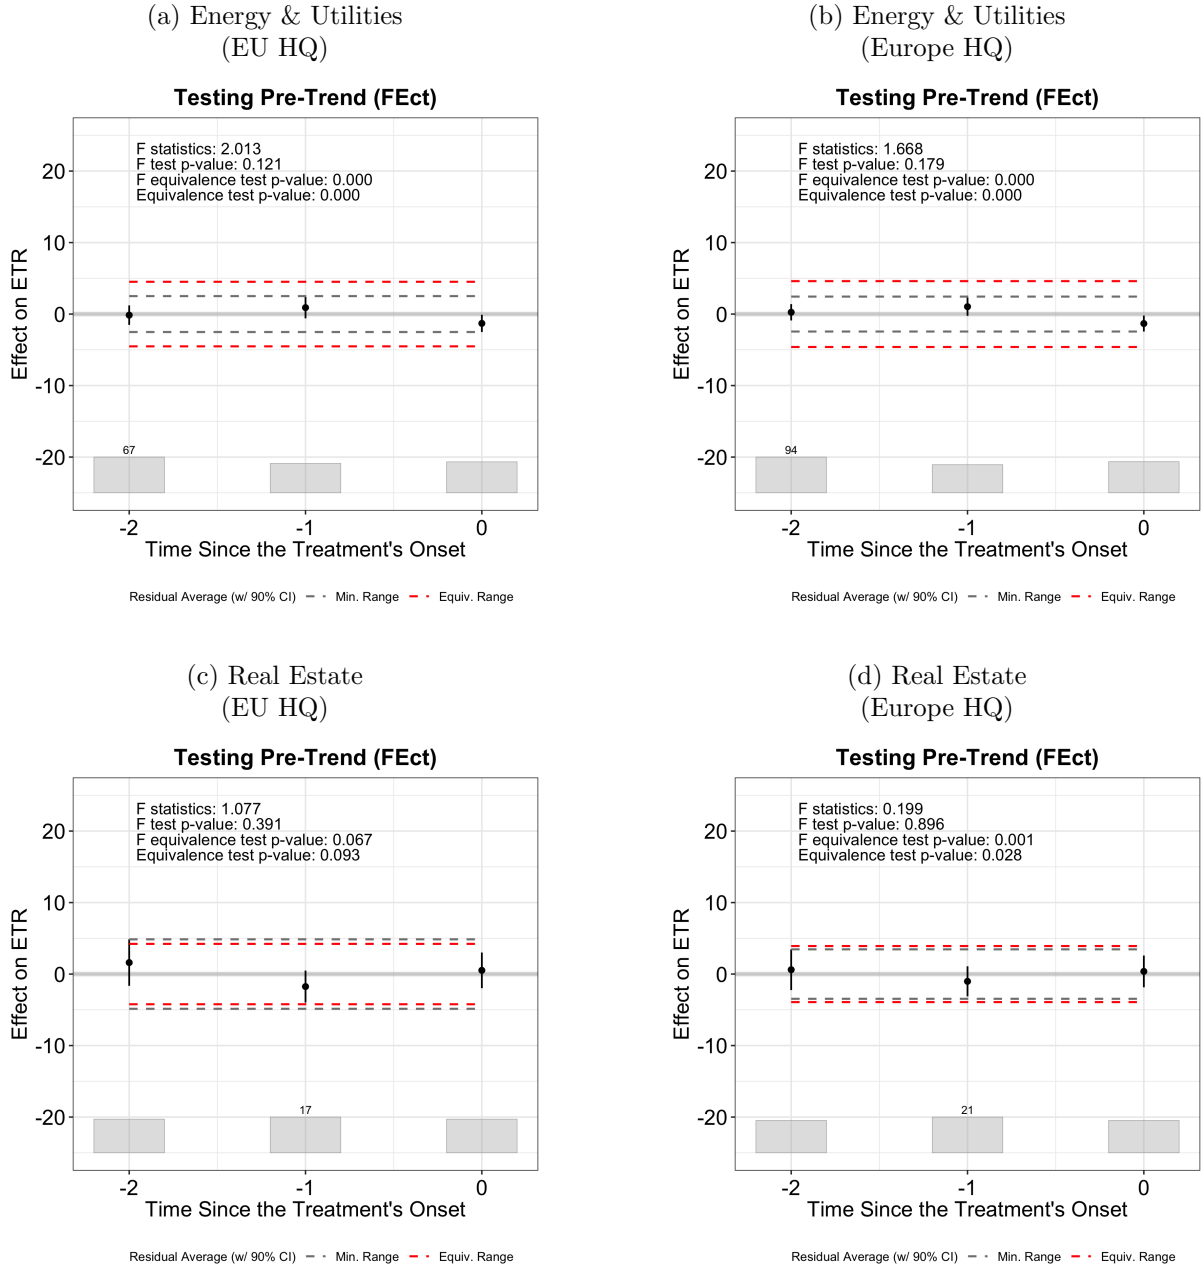 (a) Energy & Utilities
(EU HQ)
Testing Pre-Trend (FEct)
F statistics: 2.013
F test p-value: 0.121
F equivalence test p-value: 0.000
Equivalence test p-value: 0.000
Effect on ETR
20
10
0
-10
-20
67
-2
-1
0
Time Since the Treatment's Onset
Residual Average (w/ 90% CI) Min. Range Equiv. Range
(b) Energy & Utilities
(Europe HQ)
Testing Pre-Trend (FEct)
F statistics: 1.668
F test p-value: 0.179
F equivalence test p-value: 0.000
Equivalence test p-value: 0.000
Effect on ETR
20
10
0
-10
-20
94
-2
-1
0
Time Since the Treatment's Onset
Residual Average (w/ 90% CI) Min. Range Equiv. Range
(c) Real Estate
(EU HQ)
Testing Pre-Trend (FEct)
F statistics: 1.077
F test p-value: 0.391
F equivalence test p-value: 0.067
Equivalence test p-value: 0.093
Effect on ETR
20
10
0
-10
-20
17
-2
-1
0
Time Since the Treatment's Onset
Residual Average (w/ 90% CI) Min. Range Equiv. Range
(d) Real Estate
(Europe HQ)
Testing Pre-Trend (FEct)
F statistics: 0.199
F test p-value: 0.896
F equivalence test p-value: 0.001
Equivalence test p-value: 0.028
Effect on ETR
20
10
0
-10
-20
21
-2
-1
0
Time Since the Treatment's Onset
Residual Average (w/ 90% CI) Min. Range Equiv. Range